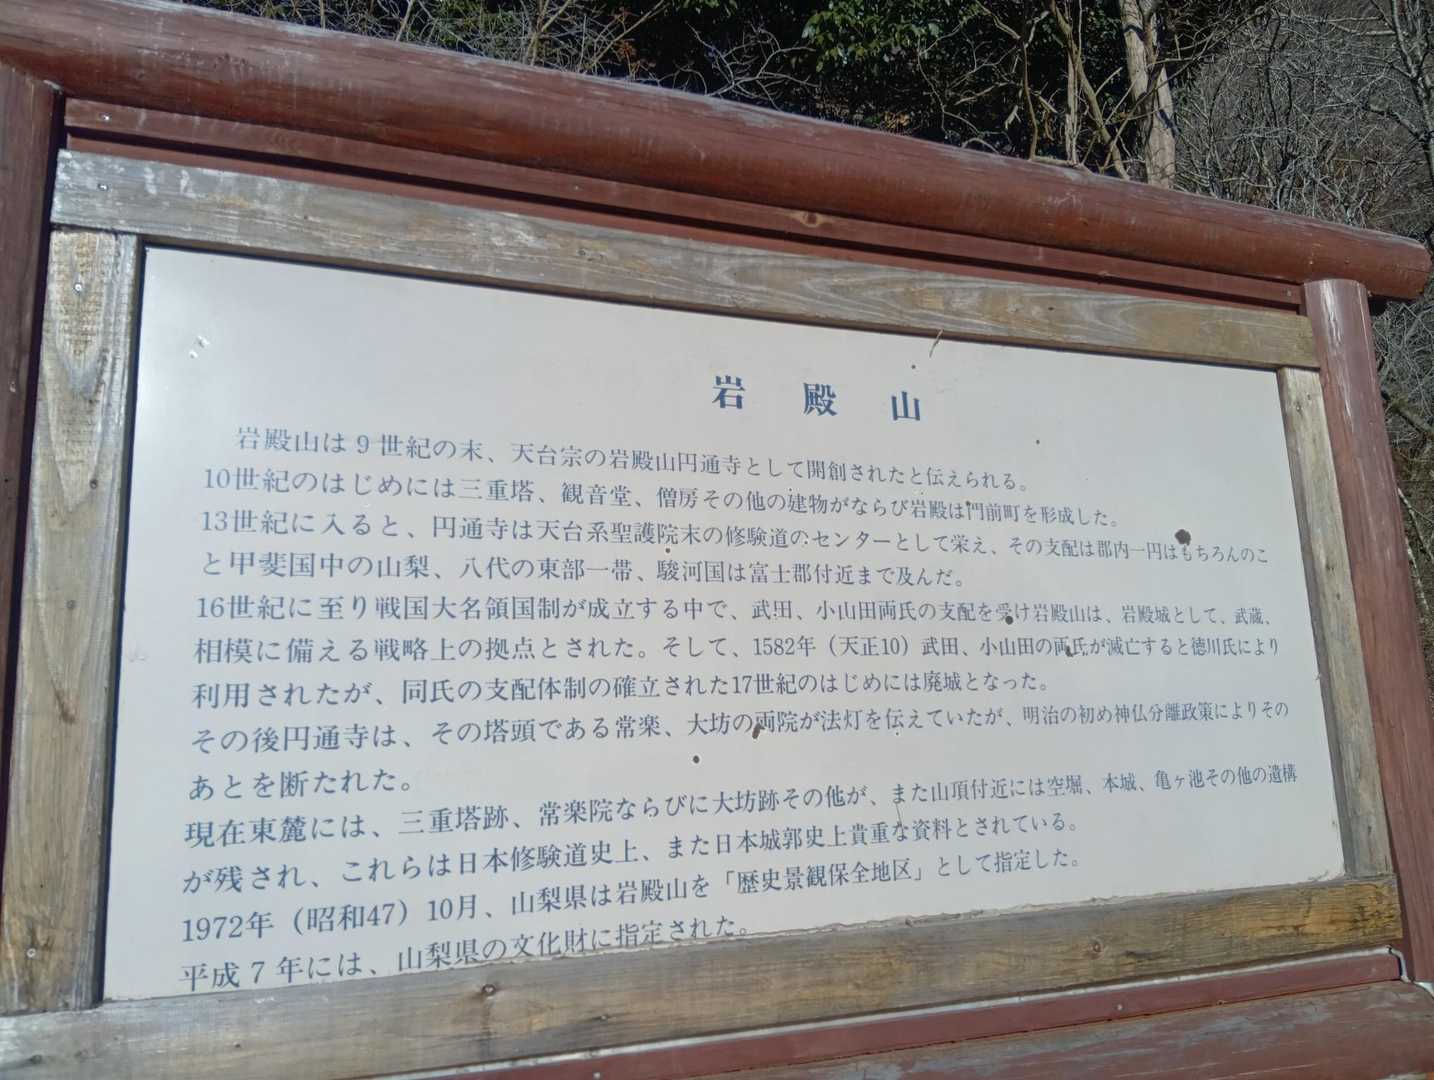 岩殿山
岩殿山は9世紀の末、天台宗の岩殿山円通寺として開創されたと伝えられる。
10世紀のはじめには三重塔、観音堂、僧房その他の建物がならび岩殿は門前町を形成した。
13世紀に入ると、円通寺は天台系聖護院末の修験道のセンターとして栄え、その支配は郡内一円はもちろんのこ
と甲斐国中の山梨、八代の東部一帯、駿河国は富士郡付近まで及んだ。
16世紀に至り戦国大名領国制が成立する中で、武田、小山田両氏の支配を受け岩殿山は、岩殿城として、武蔵、
相模に備える戦略上の拠点とされた。そして、1582年（天正10）武田、小山田の両氏が滅亡すると徳川氏により
利用されたが、同氏の支配体制の確立された17世紀のはじめには廃城となった。
その後円通寺は、その塔頭である常楽、大坊の両院が法灯を伝えていたが、明治の初め神仏分離政策によりその
あとを断たれた。
現在東麓には、三重塔跡、常楽院ならびに大坊跡その他が、また山頂付近には空堀、本城、亀ヶ池その他の遺構
が残され、これらは日本修験道史上、また日本城郭史上貴重な資料とされている。
1972年（昭和47）10月、山梨県は岩殿山を「歴史景観保全地区」として指定した。
平成7年には、山梨県の文化財に指定された。